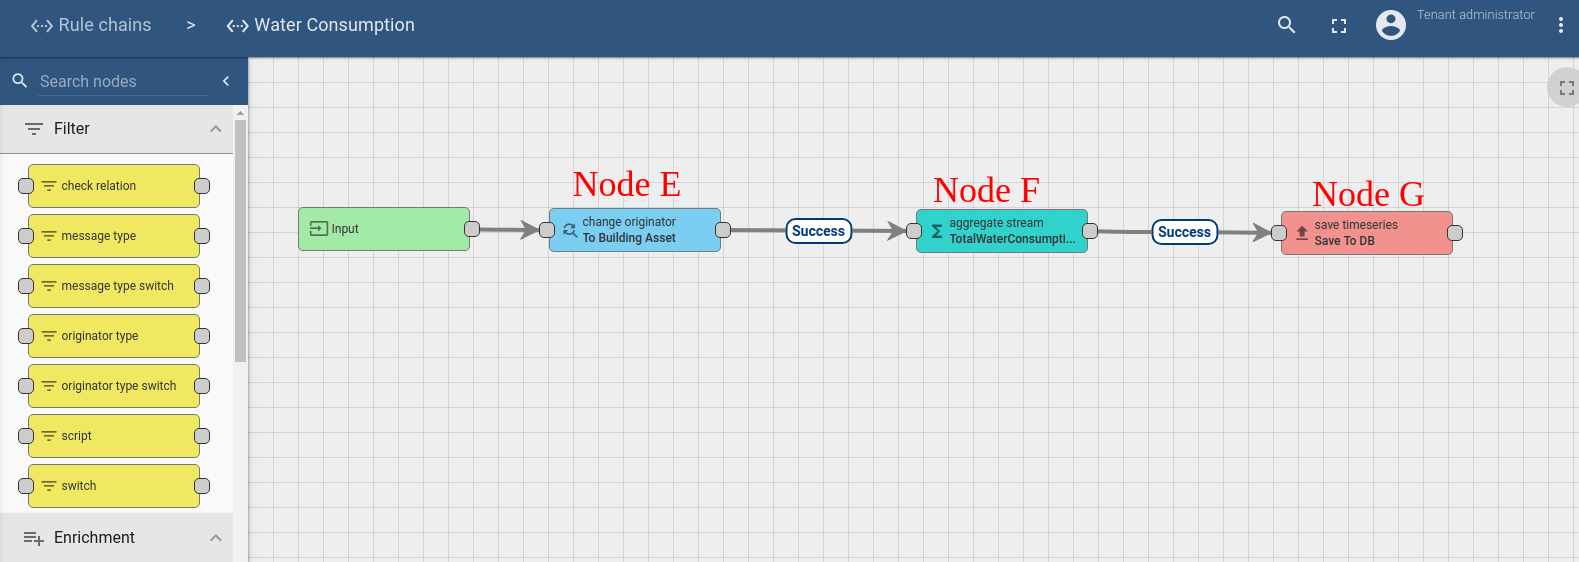 Rule chains > Water Consumption
Tenant administrator
Search nodes
Filter
check relation
message type
message type switch
originator type
originator type switch
script
switch
Enrichment
Input
Node E
change originator
To Building Asset
Success
Node F
aggregate stream
TotalWaterConsumpti...
Success
Node G
save timeseries
Save To DB